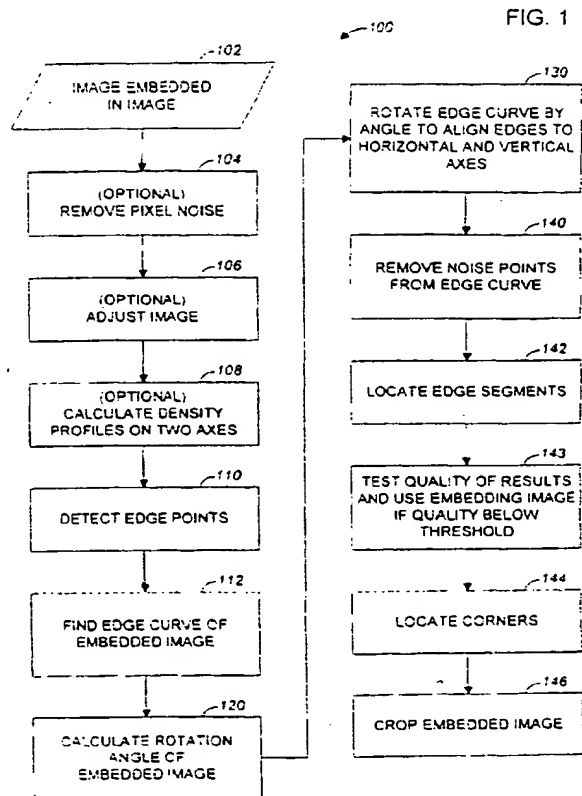 FIG. 1
100
102
IMAGE EMBEDDED
IN IMAGE
104
(OPTIONAL)
REMOVE PIXEL NOISE
106
(OPTIONAL)
ADJUST IMAGE
108
(OPTIONAL)
CALCULATE DENSITY
PROFILES ON TWO AXES
110
DETECT EDGE POINTS
112
FIND EDGE CURVE OF
EMBEDDED IMAGE
120
CALCULATE ROTATION
ANGLE OF
EMBEDDED IMAGE
130
ROTATE EDGE CURVE BY
ANGLE TO ALIGN EDGES TO
HORIZONTAL AND VERTICAL
AXES
140
REMOVE NOISE POINTS
FROM EDGE CURVE
142
LOCATE EDGE SEGMENTS
143
TEST QUALITY OF RESULTS
AND USE EMBEDDING IMAGE
IF QUALITY BELOW
THRESHOLD
144
LOCATE CORNERS
146
CROP EMBEDDED IMAGE